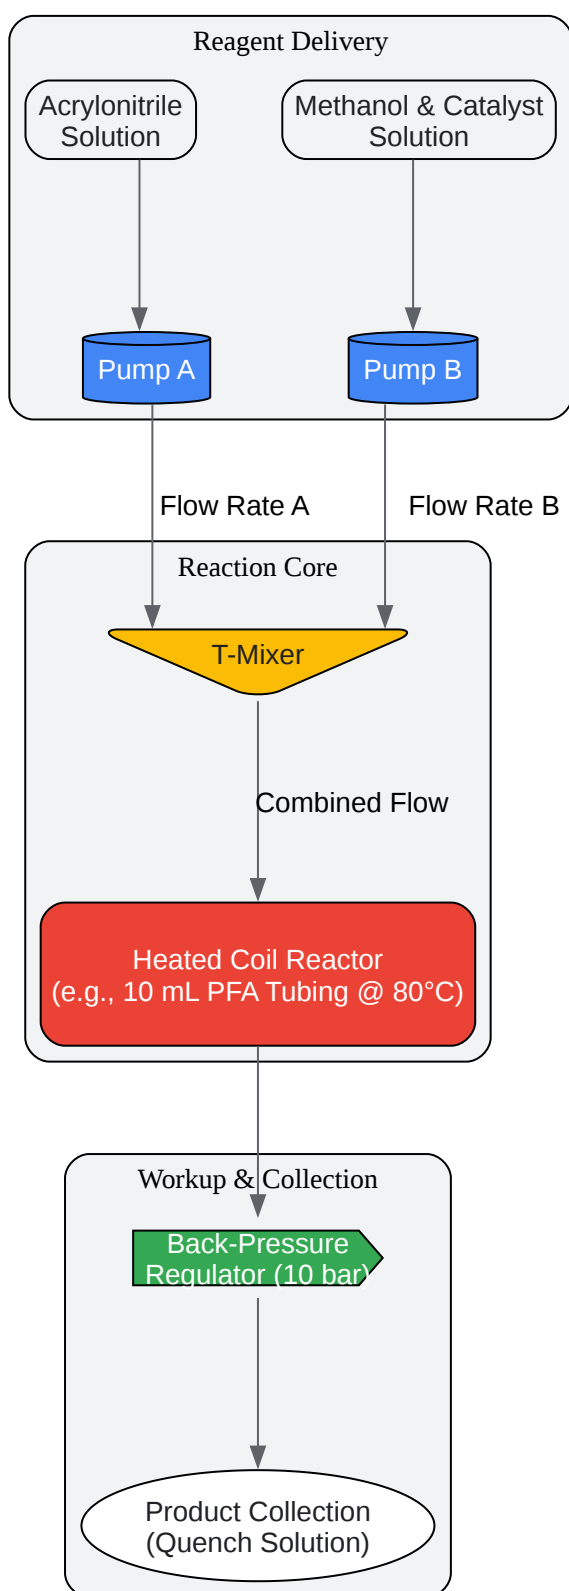 Reagent Delivery
Acrylonitrile
Solution
Methanol & Catalyst
Solution
Pump A
Pump B
Flow Rate A
Flow Rate B
Reaction Core
T-Mixer
Combined Flow
Heated Coil Reactor
(e.g., 10 mL PFA Tubing @ 80°C)
Workup & Collection
Back-Pressure
Regulator (10 bar)
Product Collection
(Quench Solution)